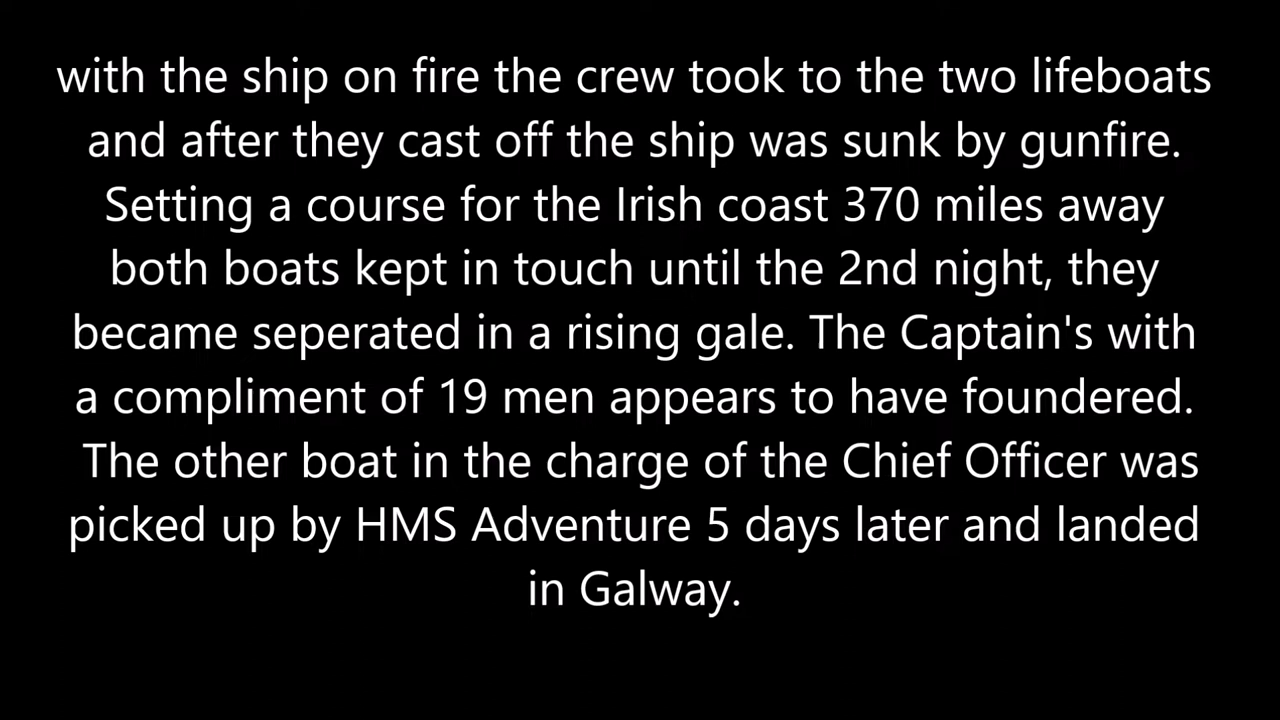 with the ship on fire the crew took to the two lifeboats
and after they cast off the ship was sunk by gunfire.
Setting a course for the Irish coast 370 miles away
both boats kept in touch until the 2nd night, they
became seperated in a rising gale. The Captain's with
a compliment of 19 men appears to have foundered.
The other boat in the charge of the Chief Officer was
picked up by HMS Adventure 5 days later and landed
in Galway.